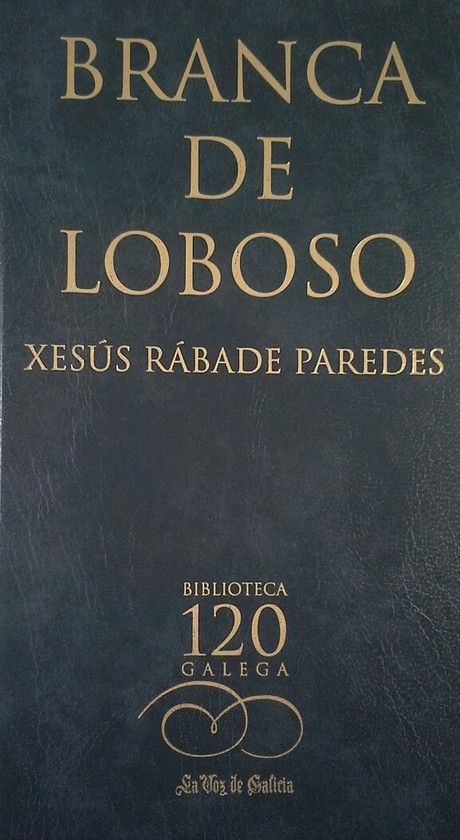 BRANCA
DE
LOBOSO
XESÚS RÁBADE PAREDES
BIBLIOTECA
120
GALEGA
La Voz de Galicia